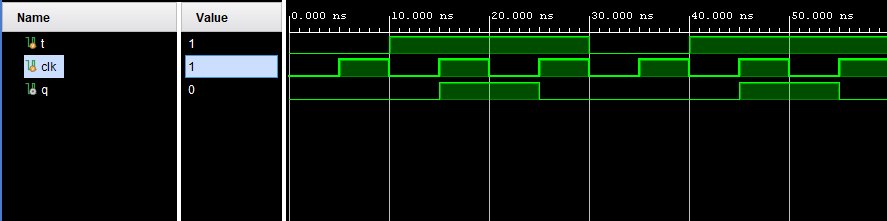 Name Value
0.000 ns 10.000 ns 20.000 ns 30.000 ns 40.000 ns 50.000 ns
t 1
clk 1
q 0